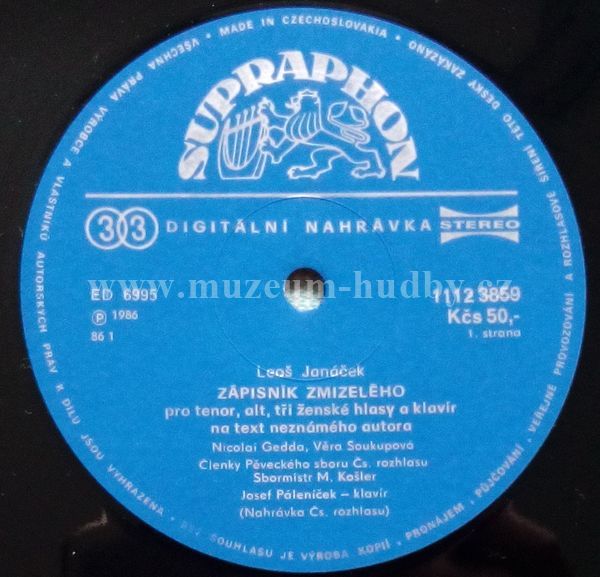 VŠECHNA PRÁVA VÝROBCE A VLASTNÍKŮ AUTORSKÝCH PRÁV K DÍLU JSOU VYHRAZENA • BEZ SOUHLASU JE VÝROBA KOPIÍ • PRONÁJEM • PŮJČOVÁNÍ • VEŘEJNÉ PROVOZOVÁNÍ A ROZHLASOVÉ ŠÍŘENÍ TÉTO DESKY ZAKÁZÁNO • MADE IN CZECHOSLOVAKIA •
SUPRAPHON
33 DIGITÁLNÍ NAHRÁVKA STEREO
www.muzeum-hudby.cz
ED 6995 1112 3859
Ⓟ 1986 Kčs 50,-
86 1 1. strana
Leoš Janáček
ZÁPISNÍK ZMIZELÉHO
pro tenor, alt, tři ženské hlasy a klavír
na text neznámého autora
Nicolai Gedda, Věra Soukupová
Členky Pěveckého sboru Čs. rozhlasu
Sbormistr M. Košler
Josef Páleníček – klavír
(Nahrávka Čs. rozhlasu)